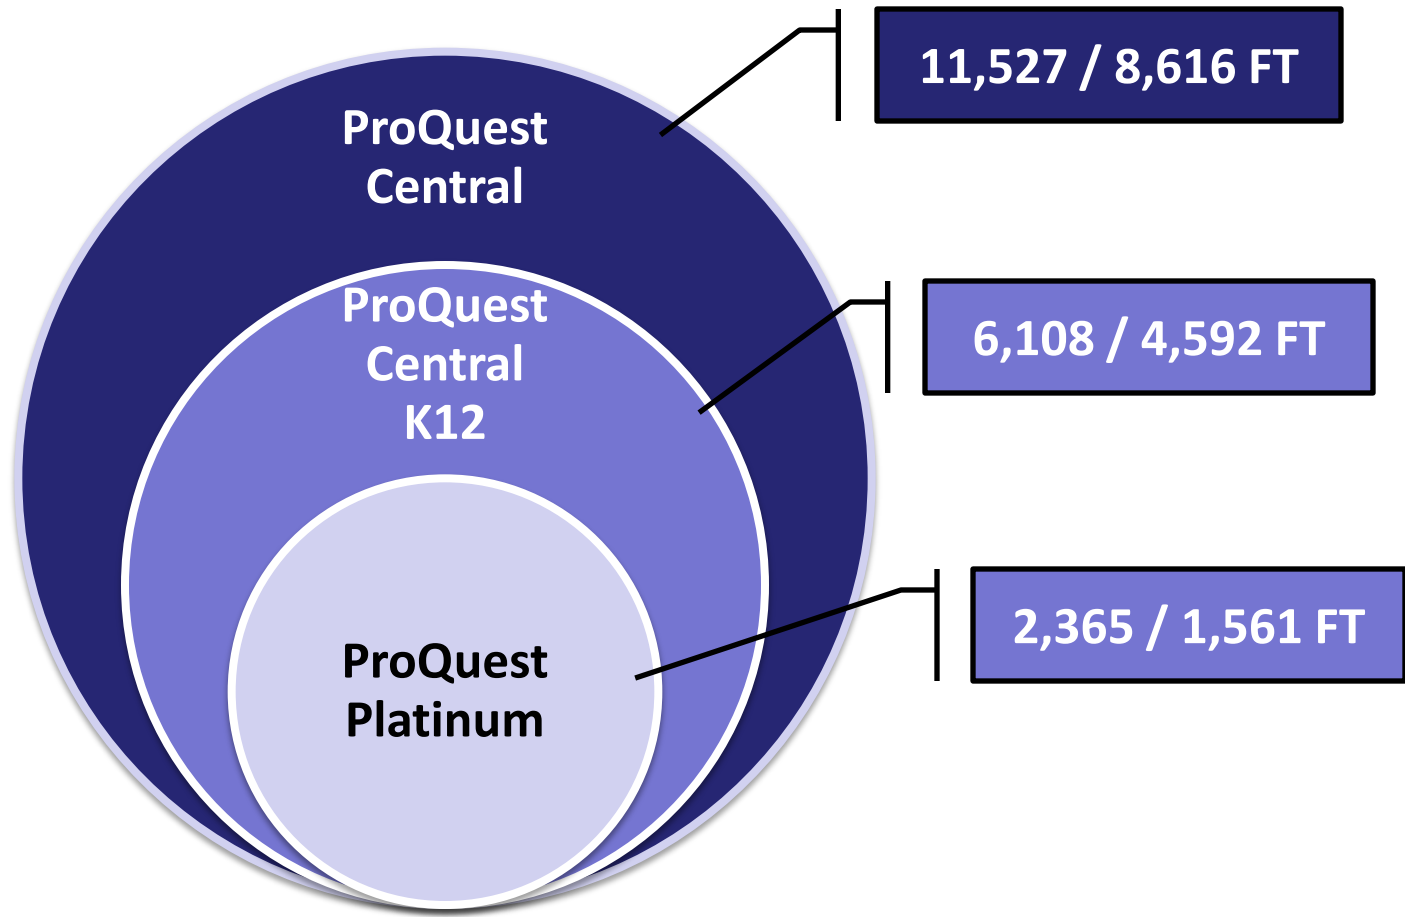 ProQuest
Central
11,527 / 8,616 FT
ProQuest
Central
K12
6,108 / 4,592 FT
ProQuest
Platinum
2,365 / 1,561 FT